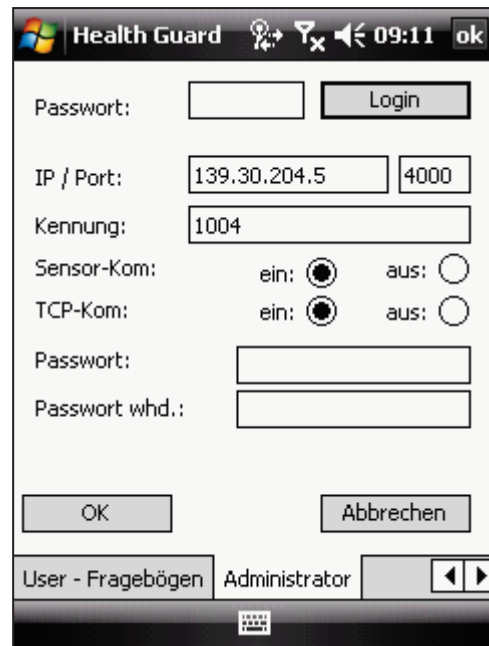 Health Guard 09:11 ok
Passwort: Login
IP / Port: 139.30.204.5 4000
Kennung: 1004
Sensor-Kom: ein: aus:
TCP-Kom: ein: aus:
Passwort:
Passwort whd.:
OK Abbrechen
User - Fragebögen Administrator